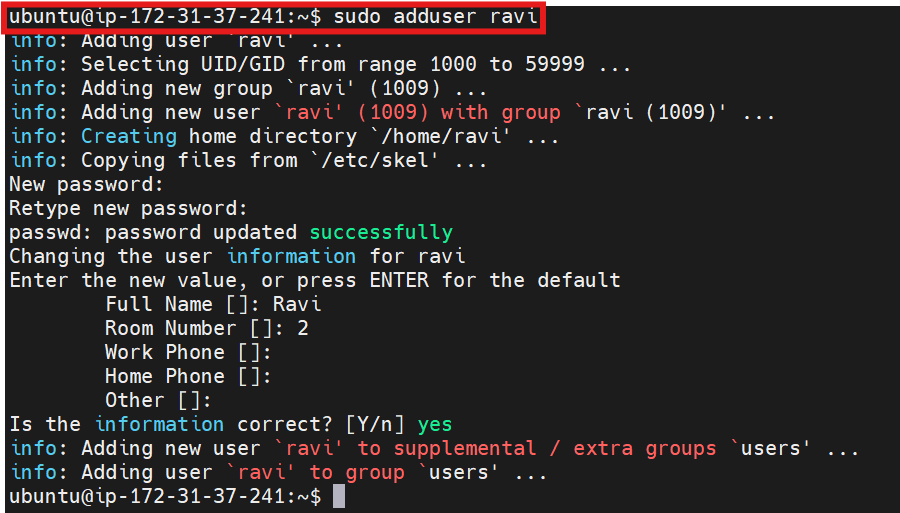 ubuntu@ip-172-31-37-241:~$ sudo adduser ravi
info: Adding user `ravi' ...
info: Selecting UID/GID from range 1000 to 59999 ...
info: Adding new group `ravi' (1009) ...
info: Adding new user `ravi' (1009) with group `ravi (1009)' ...
info: Creating home directory `/home/ravi' ...
info: Copying files from `/etc/skel' ...
New password:
Retype new password:
passwd: password updated successfully
Changing the user information for ravi
Enter the new value, or press ENTER for the default
        Full Name []: Ravi
        Room Number []: 2
        Work Phone []:
        Home Phone []:
        Other []:
Is the information correct? [Y/n] yes
info: Adding new user `ravi' to supplemental / extra groups `users' ...
info: Adding user `ravi' to group `users' ...
ubuntu@ip-172-31-37-241:~$